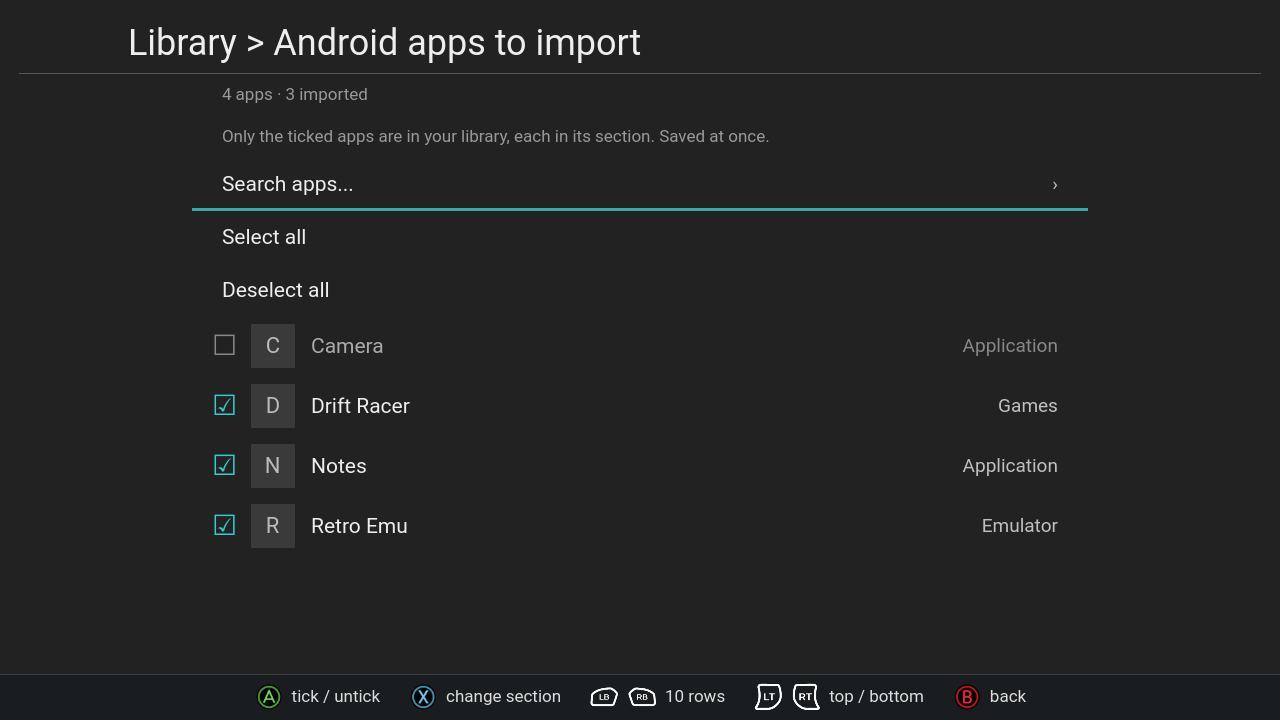 Library > Android apps to import
4 apps · 3 imported
Only the ticked apps are in your library, each in its section. Saved at once.
Search apps... ›
Select all
Deselect all
☐ C Camera Application
☑ D Drift Racer Games
☑ N Notes Application
☑ R Retro Emu Emulator
A tick / untick X change section LB RB 10 rows LT RT top / bottom B back